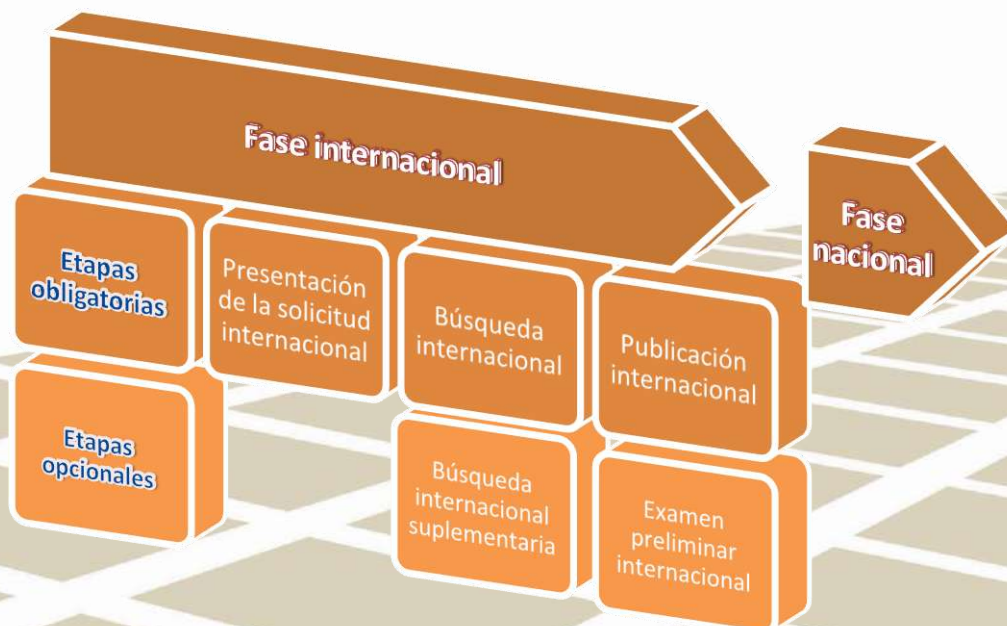 Fase internacional
Fase
nacional
Etapas
obligatorias
Presentación
de la solicitud
internacional
Búsqueda
internacional
Publicación
internacional
Etapas
opcionales
Búsqueda
internacional
suplementaria
Examen
preliminar
internacional